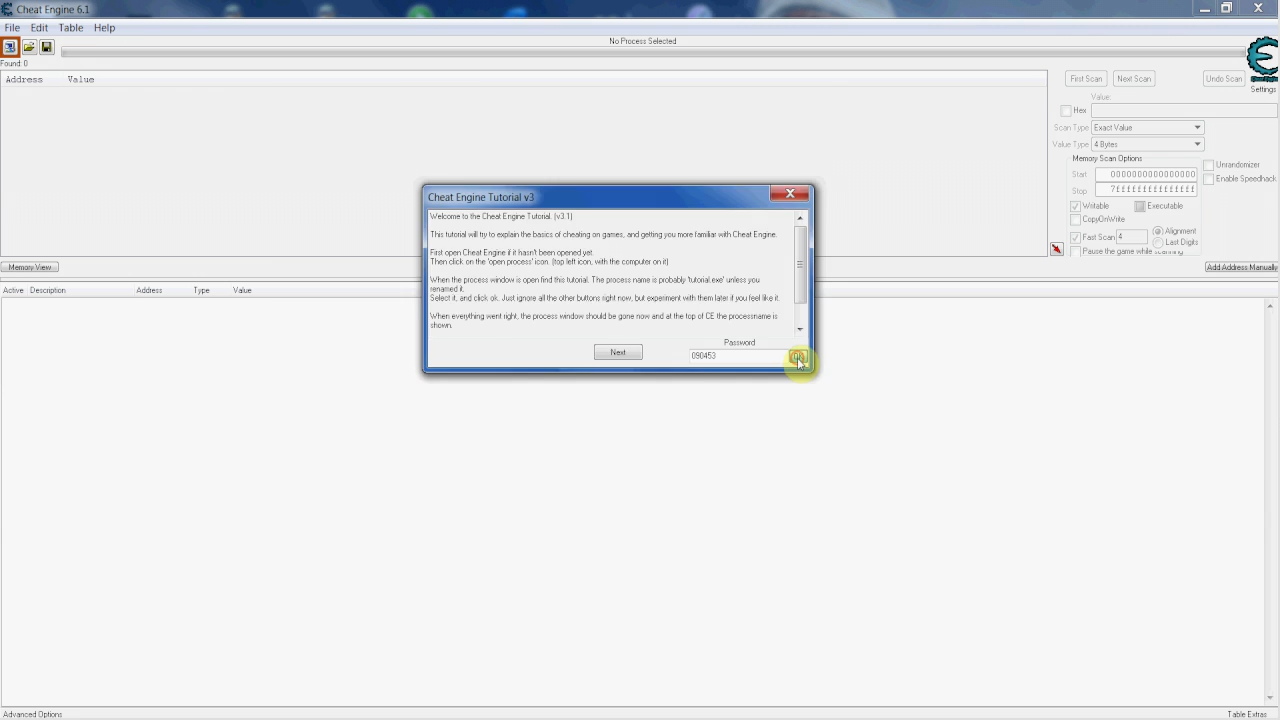 Cheat Engine 6.1
File Edit Table Help
No Process Selected
Found: 0
Address Value
First Scan Next Scan Undo Scan
Settings
Value:
Hex
Scan Type Exact Value
Value Type 4 Bytes
Memory Scan Options
Start 0000000000000000
Stop 7fffffffffffffff
Unrandomizer
Enable Speedhack
Writable Executable
CopyOnWrite
Fast Scan 4 Alignment
Last Digits
Pause the game while scanning
Memory View
Add Address Manually
Active Description Address Type Value
Cheat Engine Tutorial v3
Welcome to the Cheat Engine Tutorial. (v3.1)
This tutorial will try to explain the basics of cheating on games, and getting you more familiar with Cheat Engine.
First open Cheat Engine if it hasn't been opened yet.
Then click on the 'open process' icon. (top left icon, with the computer on it)
When the process window is open find this tutorial. The process name is probably 'tutorial.exe' unless you
renamed it.
Select it, and click ok. Just ignore all the other buttons right now, but experiment with them later if you feel like it.
When everything went right, the process window should be gone now and at the top of CE the processname is
shown.
Password
Next
090453
Advanced Options
Table Extras